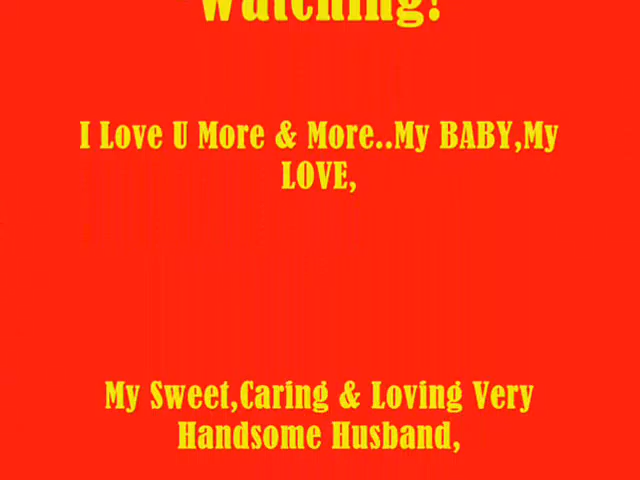 Watching!
I Love U More & More..My BABY,My
LOVE,
My Sweet,Caring & Loving Very
Handsome Husband,